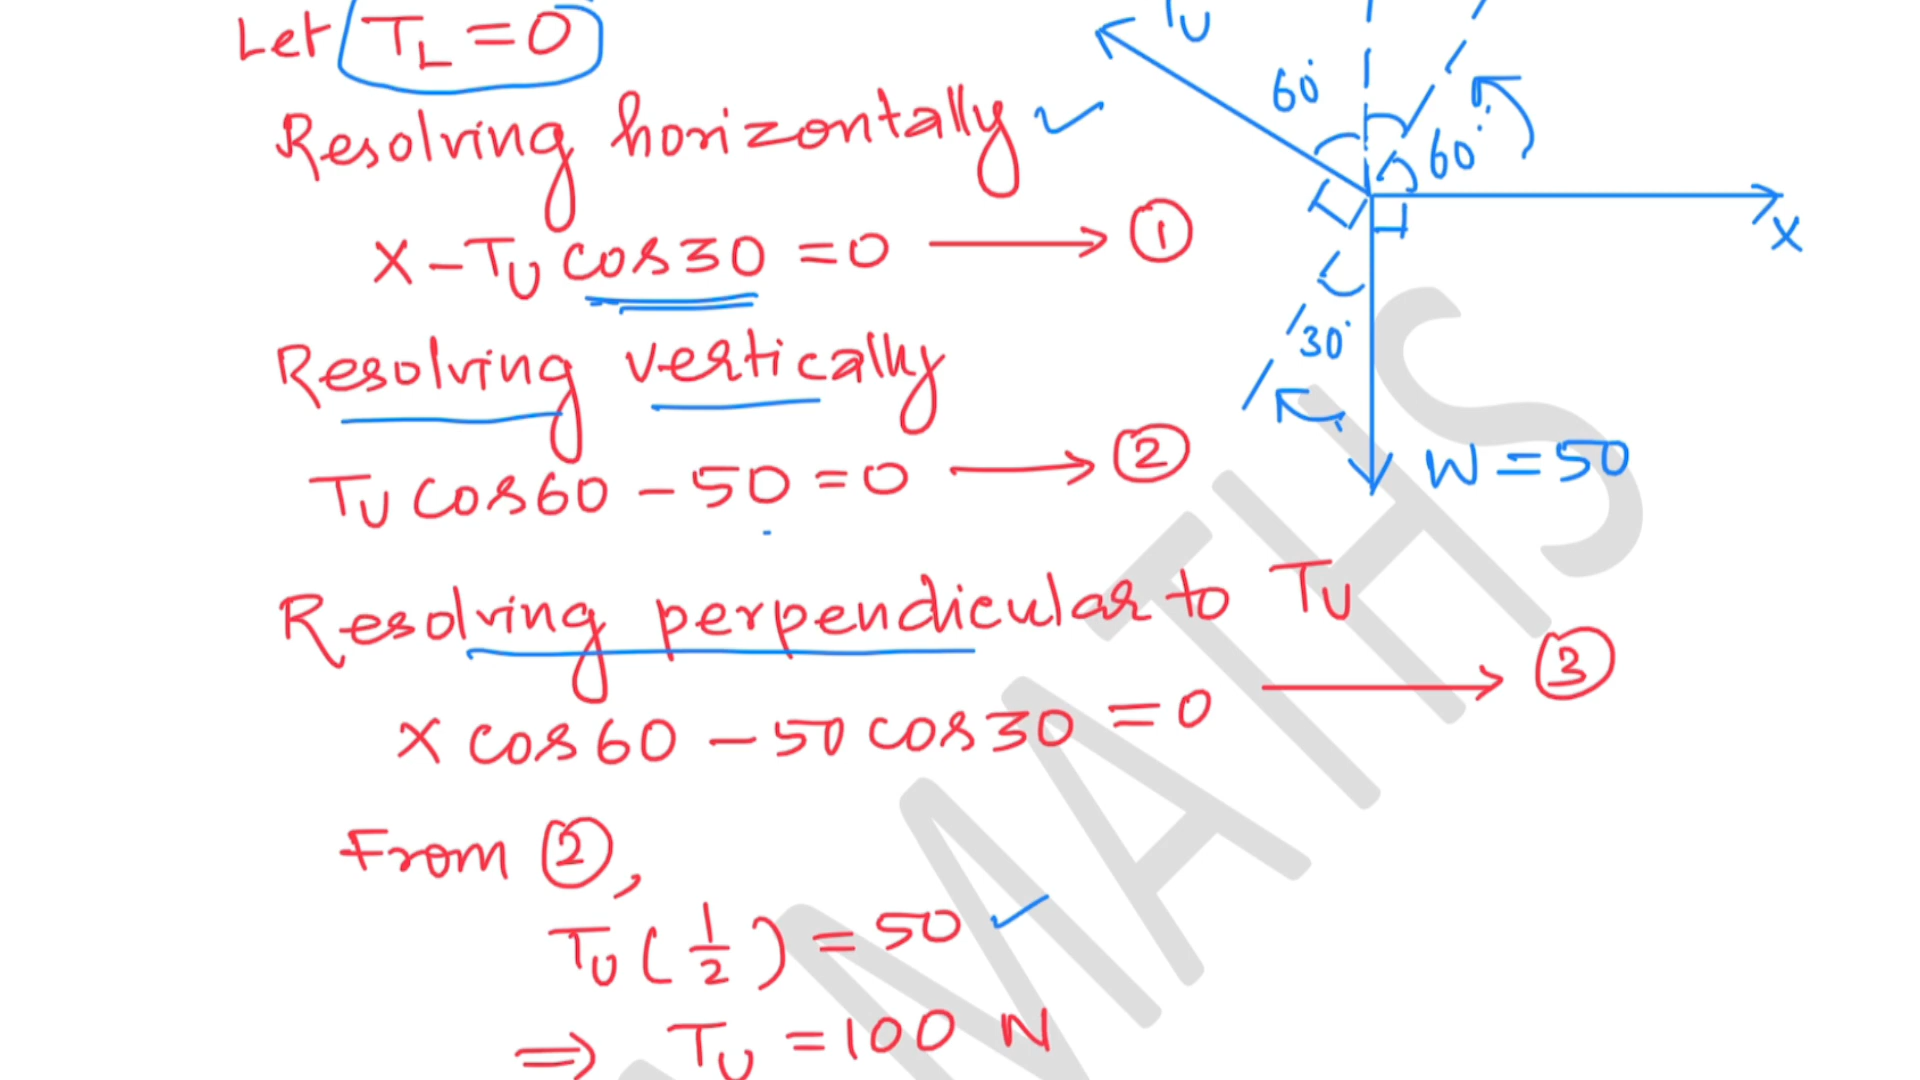 Let T_L = 0
Resolving horizontally ✓
X - T_U cos30 = 0 → ①
Resolving vertically
T_U cos60 - 50 = 0 → ②
Resolving perpendicular to T_U
X cos60 - 50 cos30 = 0 → ③
From ②,
T_U (1/2) = 50 ✓
⇒ T_U = 100 N
T_U
60°
60°
X
30°
W = 50
MATHS